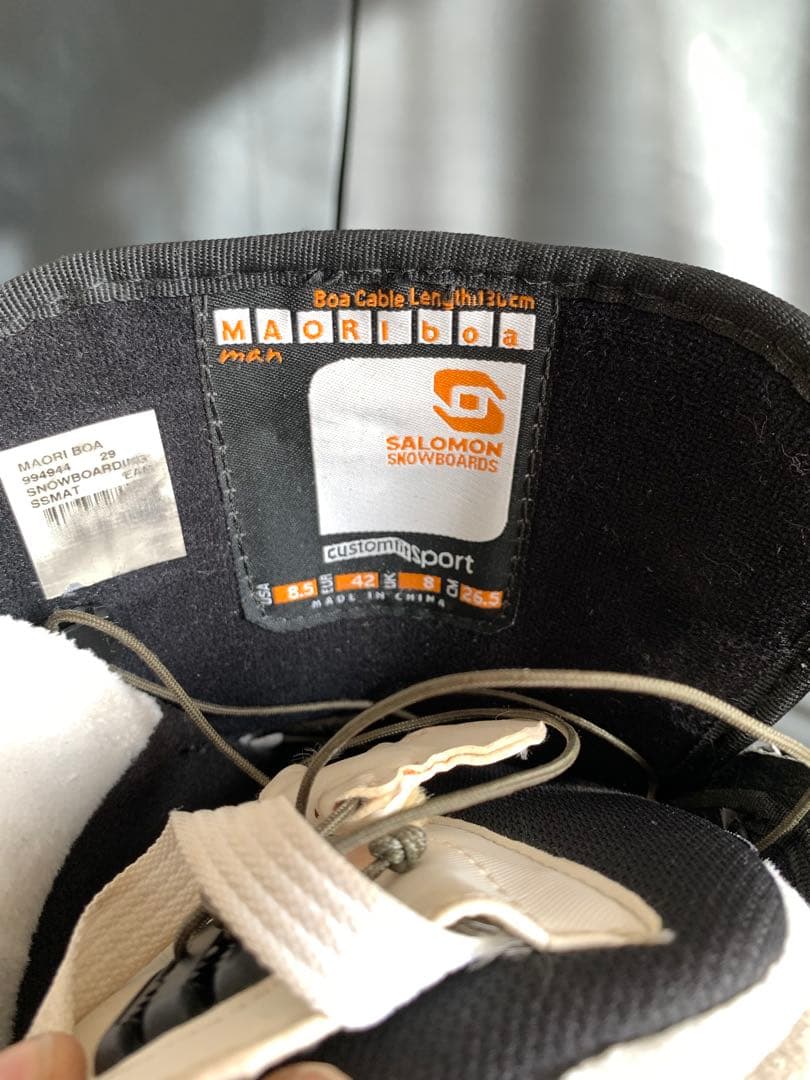 Boa Cable Length:130cm
MAORI boa
man
SALOMON
SNOWBOARDS
customfit sport
USA 8.5 EUR 42 UK 8 CM 26.5
MADE IN CHINA
MAORI BOA
994944 29
SNOWBOARDING
SSMAT